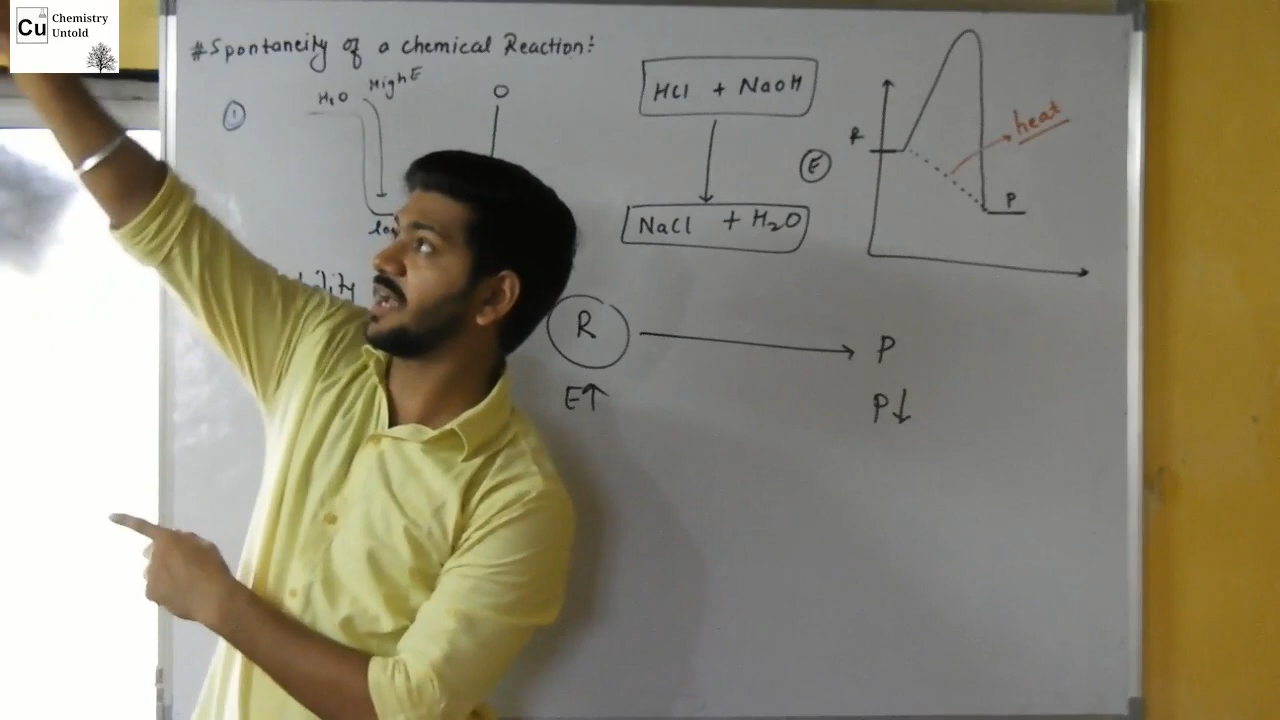 Cu
Chemistry
Untold
#Spontaneity of a chemical Reaction:
①
H2O
High E
O
HCl + NaOH
NaCl + H2O
E
R
heat
P
R
P
E↑
P↓